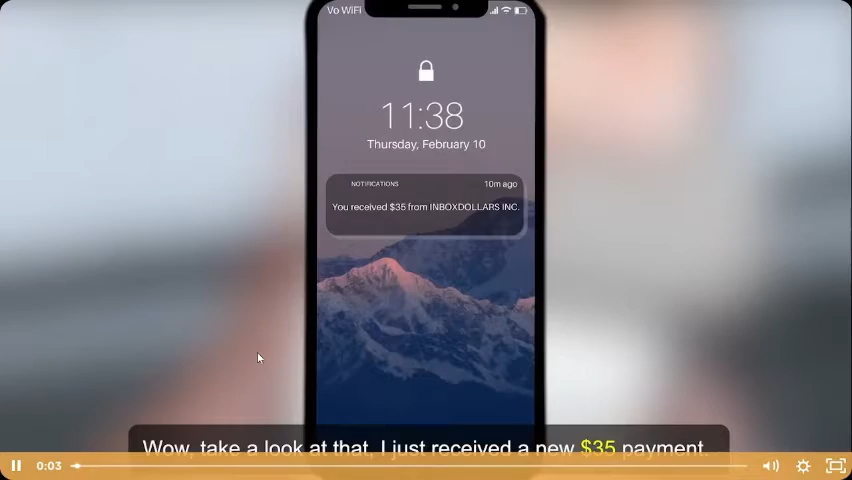 Vo WiFi
11:38
Thursday, February 10
NOTIFICATIONS 10m ago
You received $35 from INBOXDOLLARS INC.
Wow, take a look at that, I just received a new $35 payment.
0:03